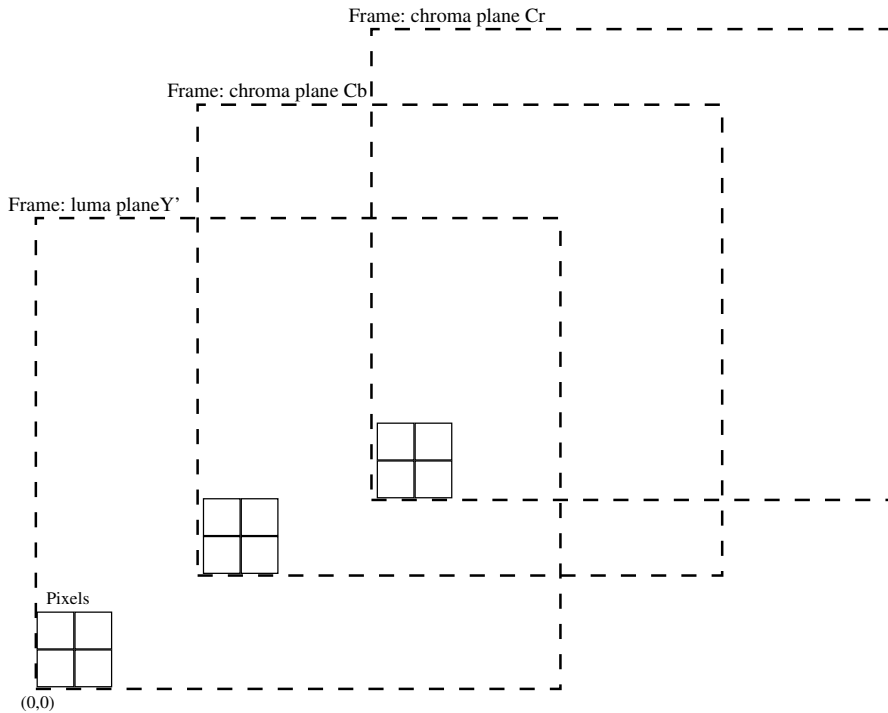 Frame: chroma plane Cr
Frame: chroma plane Cb
Frame: luma planeY’
Pixels
(0,0)